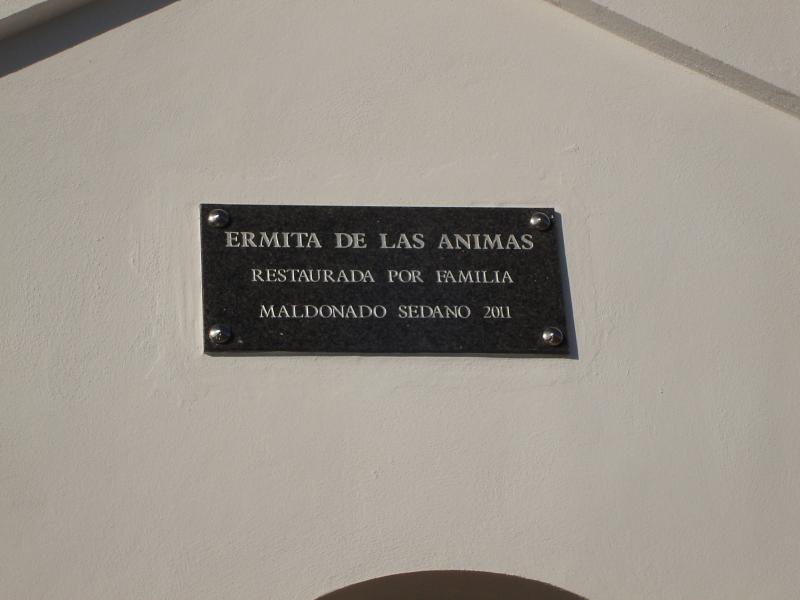 ERMITA DE LAS ANIMAS
RESTAURADA POR FAMILIA
MALDONADO SEDANO 2011